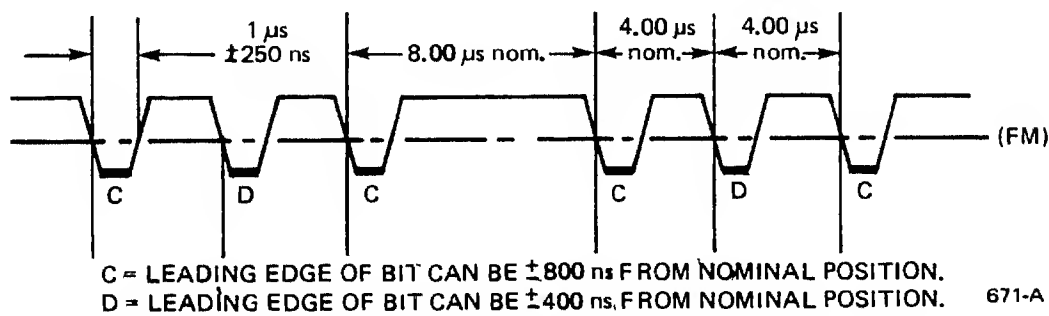 1 µs
±250 ns
8.00 µs nom.
4.00 µs
nom.
4.00 µs
nom.
(FM)
C D C C D C
C = LEADING EDGE OF BIT CAN BE ±800 ns FROM NOMINAL POSITION.
D = LEADING EDGE OF BIT CAN BE ±400 ns, FROM NOMINAL POSITION.
671-A